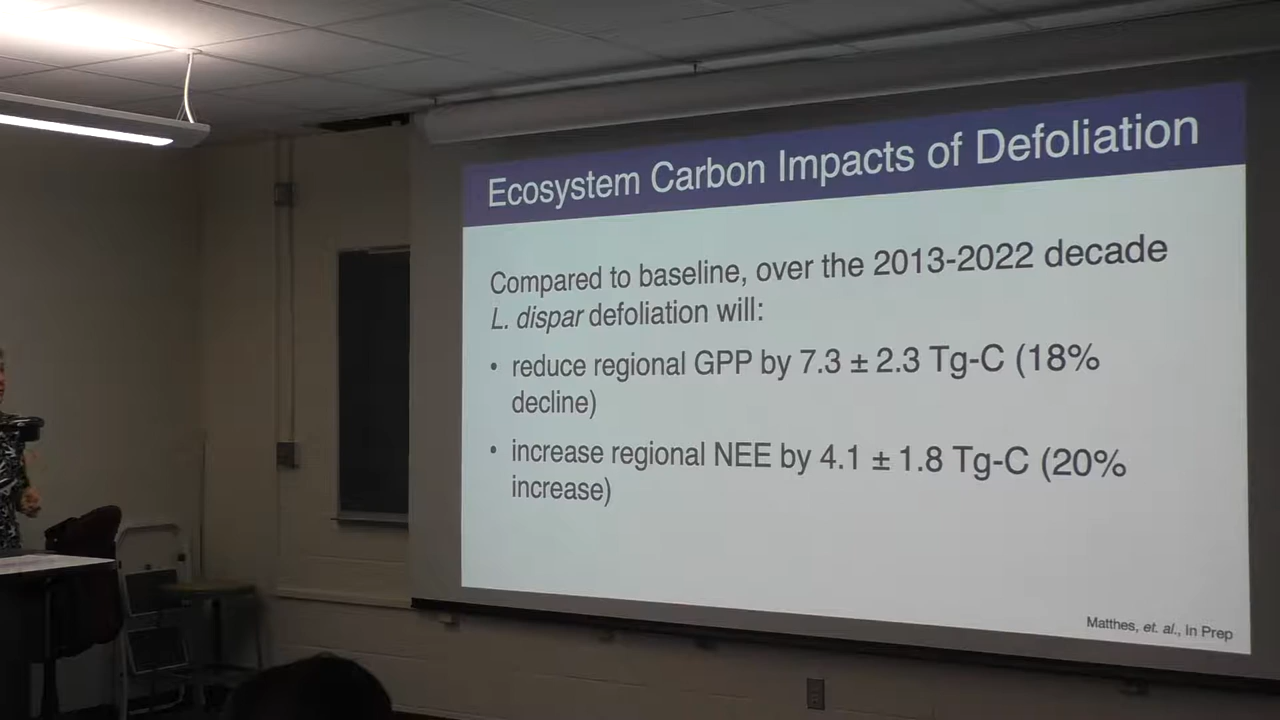 Ecosystem Carbon Impacts of Defoliation
Compared to baseline, over the 2013-2022 decade
L. dispar defoliation will:
• reduce regional GPP by 7.3 ± 2.3 Tg-C (18%
decline)
• increase regional NEE by 4.1 ± 1.8 Tg-C (20%
increase)
Matthes, et. al., in Prep